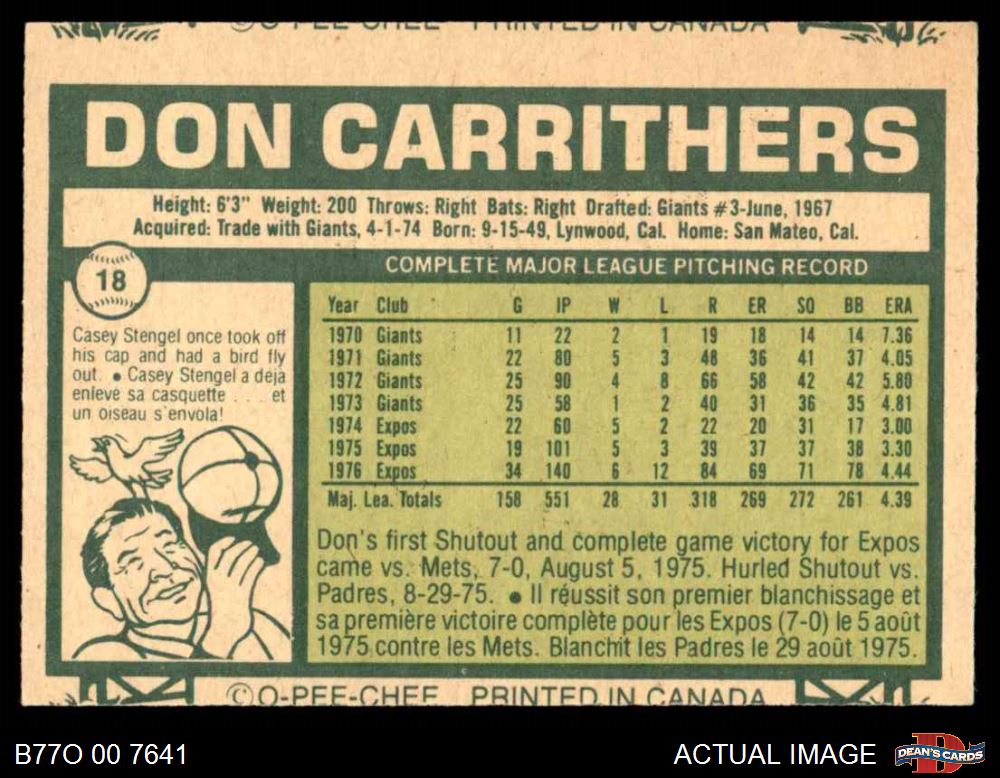 ©O-PEE-CHEE PRINTED IN CANADA
DON CARRITHERS
Height: 6'3" Weight: 200 Throws: Right Bats: Right Drafted: Giants #3-June, 1967
Acquired: Trade with Giants, 4-1-74 Born: 9-15-49, Lynwood, Cal. Home: San Mateo, Cal.
18
Casey Stengel once took off
his cap and had a bird fly
out. • Casey Stengel a déjà
enlevé sa casquette . . . et
un oiseau s'envola!
COMPLETE MAJOR LEAGUE PITCHING RECORD
Year Club G IP W L R ER SO BB ERA
1970 Giants 11 22 2 1 19 18 14 14 7.36
1971 Giants 22 80 5 3 48 36 41 37 4.05
1972 Giants 25 90 4 8 66 58 42 42 5.80
1973 Giants 25 58 1 2 40 31 36 35 4.81
1974 Expos 22 60 5 2 22 20 31 17 3.00
1975 Expos 19 101 5 3 39 37 37 38 3.30
1976 Expos 34 140 6 12 84 69 71 78 4.44
Maj. Lea. Totals 158 551 28 31 318 269 272 261 4.39
Don's first Shutout and complete game victory for Expos
came vs. Mets, 7-0, August 5, 1975. Hurled Shutout vs.
Padres, 8-29-75. • Il réussit son premier blanchissage et
sa première victoire complète pour les Expos (7-0) le 5 août
1975 contre les Mets. Blanchit les Padres le 29 août 1975.
©O-PEE-CHEE PRINTED IN CANADA
B77O 00 7641
ACTUAL IMAGE
DEAN'S CARDS